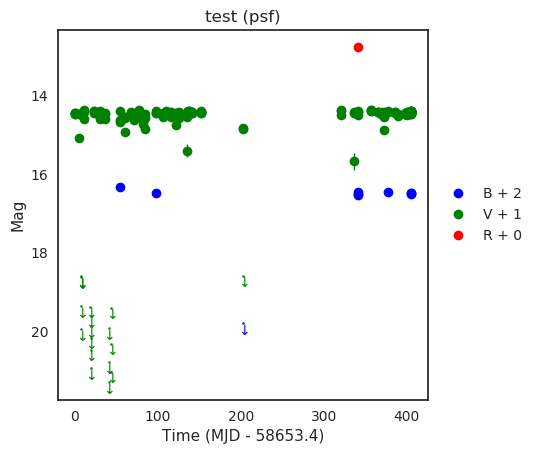 test (psf)
14
16
18
20
Mag
0
100
200
300
400
Time (MJD - 58653.4)
B + 2
V + 1
R + 0